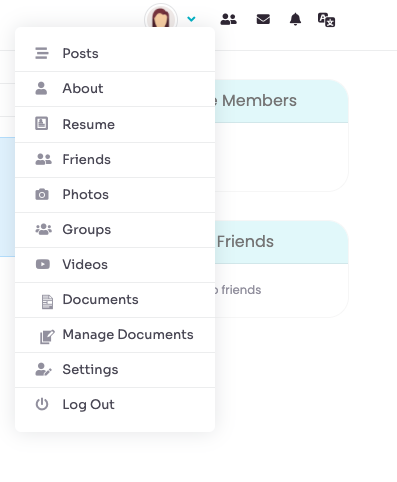 Posts
About
Resume
Friends
Photos
Groups
Videos
Documents
Manage Documents
Settings
Log Out
Members
Friends
friends